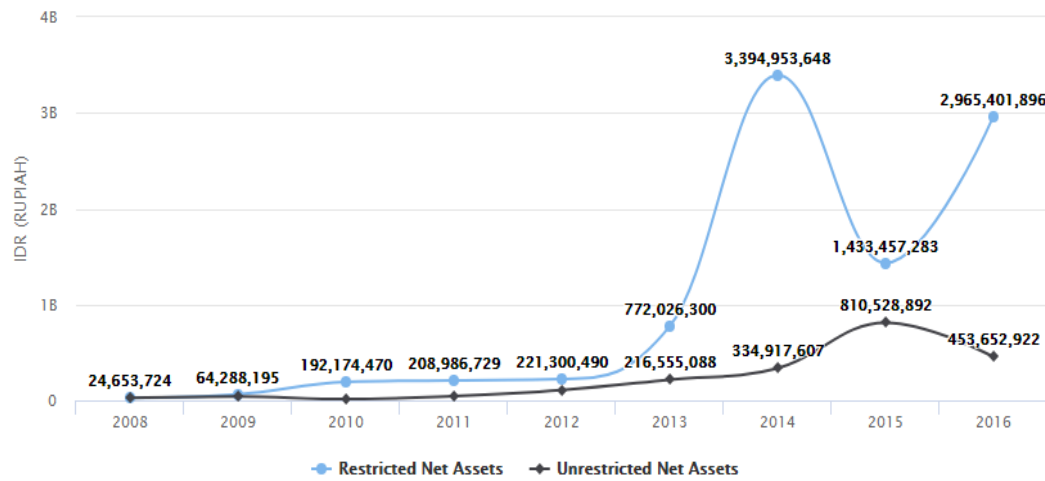 4B
3,394,953,648
3B
2,965,401,896
IDR (RUPIAH)
2B
1,433,457,283
1B
772,026,300
810,528,892
24,653,724
64,288,195
192,174,470
208,986,729
221,300,490
216,555,088
334,917,607
453,652,922
0
2008 2009 2010 2011 2012 2013 2014 2015 2016
Restricted Net Assets Unrestricted Net Assets